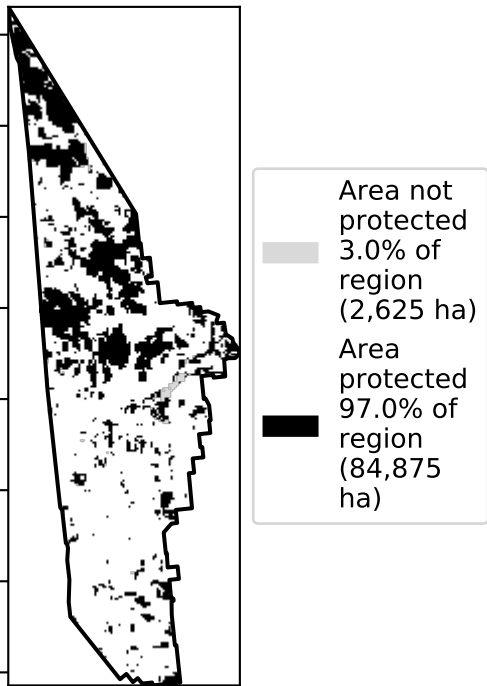 Area not
protected
3.0% of
region
(2,625 ha)
Area
protected
97.0% of
region
(84,875
ha)